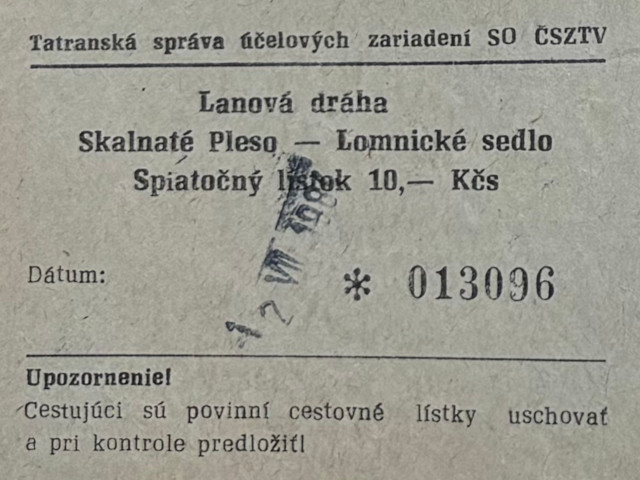 Tatranská správa účelových zariadení SO ČSZTV
Lanová dráha
Skalnaté Pleso — Lomnické sedlo
Spiatočný lístok 10,— Kčs
Dátum:
* 013096
Upozornenie!
Cestujúci sú povinní cestovné lístky uschovať
a pri kontrole predložiť!